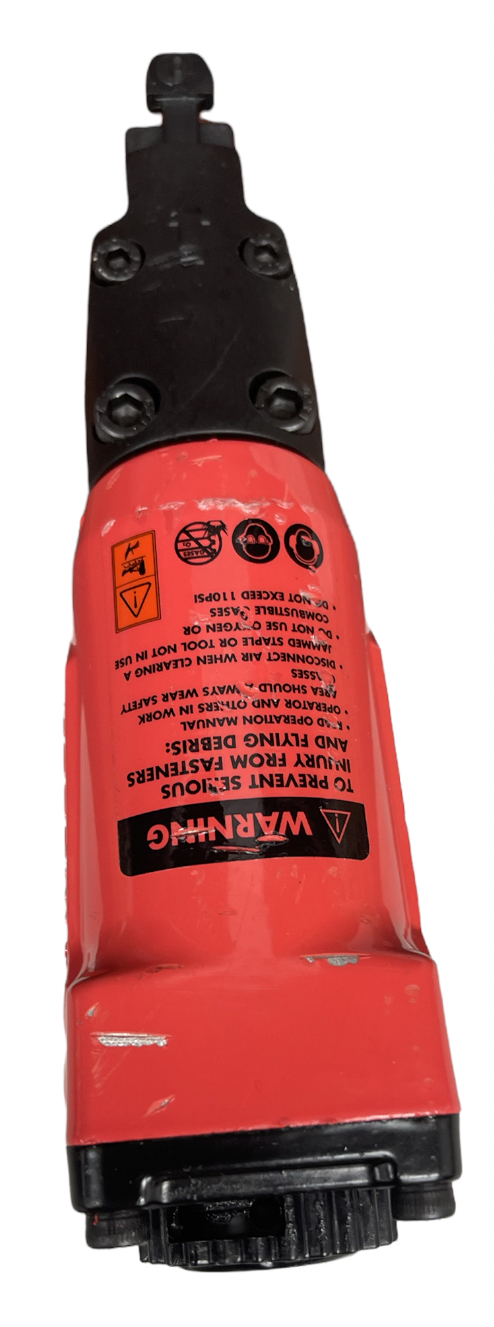 WARNING
TO PREVENT SERIOUS
INJURY FROM FASTENERS
AND FLYING DEBRIS:
• READ OPERATION MANUAL
• OPERATOR AND OTHERS IN WORK
AREA SHOULD ALWAYS WEAR SAFETY
GLASSES
• DISCONNECT AIR WHEN CLEARING A
JAMMED STAPLE OR TOOL NOT IN USE
• DO NOT USE OXYGEN OR
COMBUSTIBLE GASES
• DO NOT EXCEED 110PSI
GASES
O₂